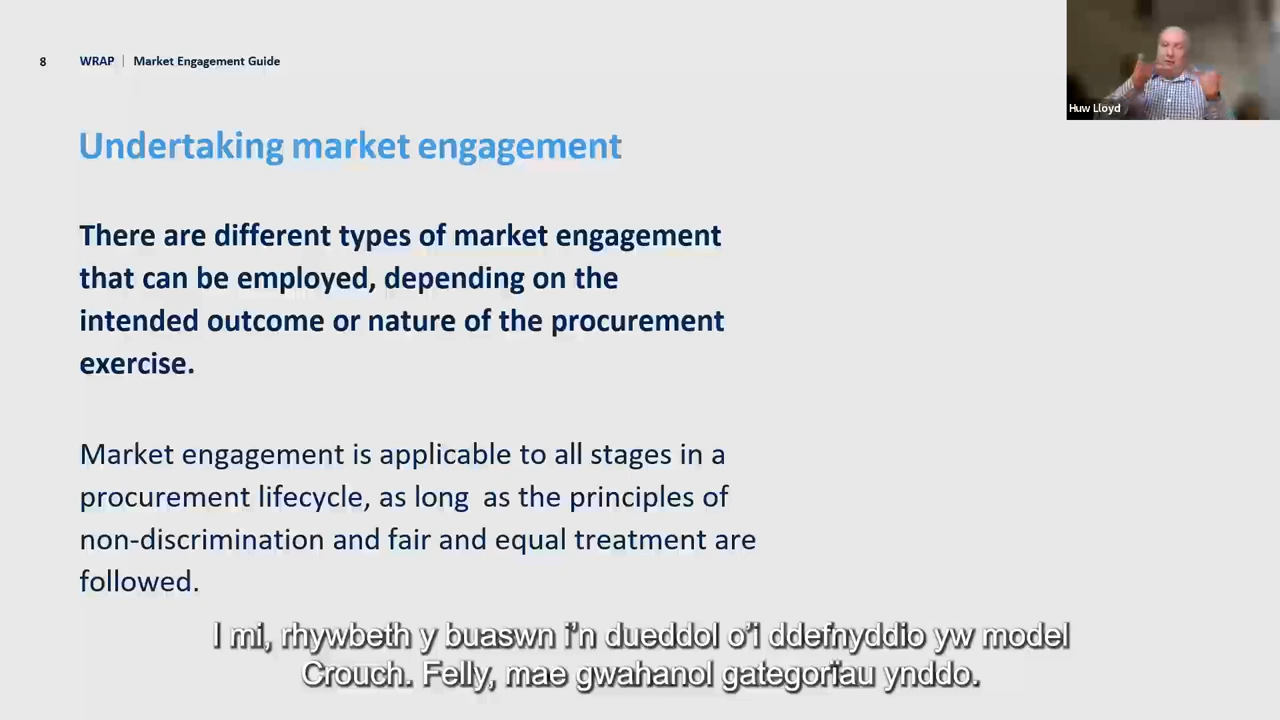 8 WRAP | Market Engagement Guide
Huw Lloyd
Undertaking market engagement
There are different types of market engagement
that can be employed, depending on the
intended outcome or nature of the procurement
exercise.
Market engagement is applicable to all stages in a
procurement lifecycle, as long  as the principles of
non-discrimination and fair and equal treatment are
followed.
I mi, rhywbeth y buaswn i’n dueddol o’i ddefnyddio yw model
Crouch. Felly, mae gwahanol gategorïau ynddo.